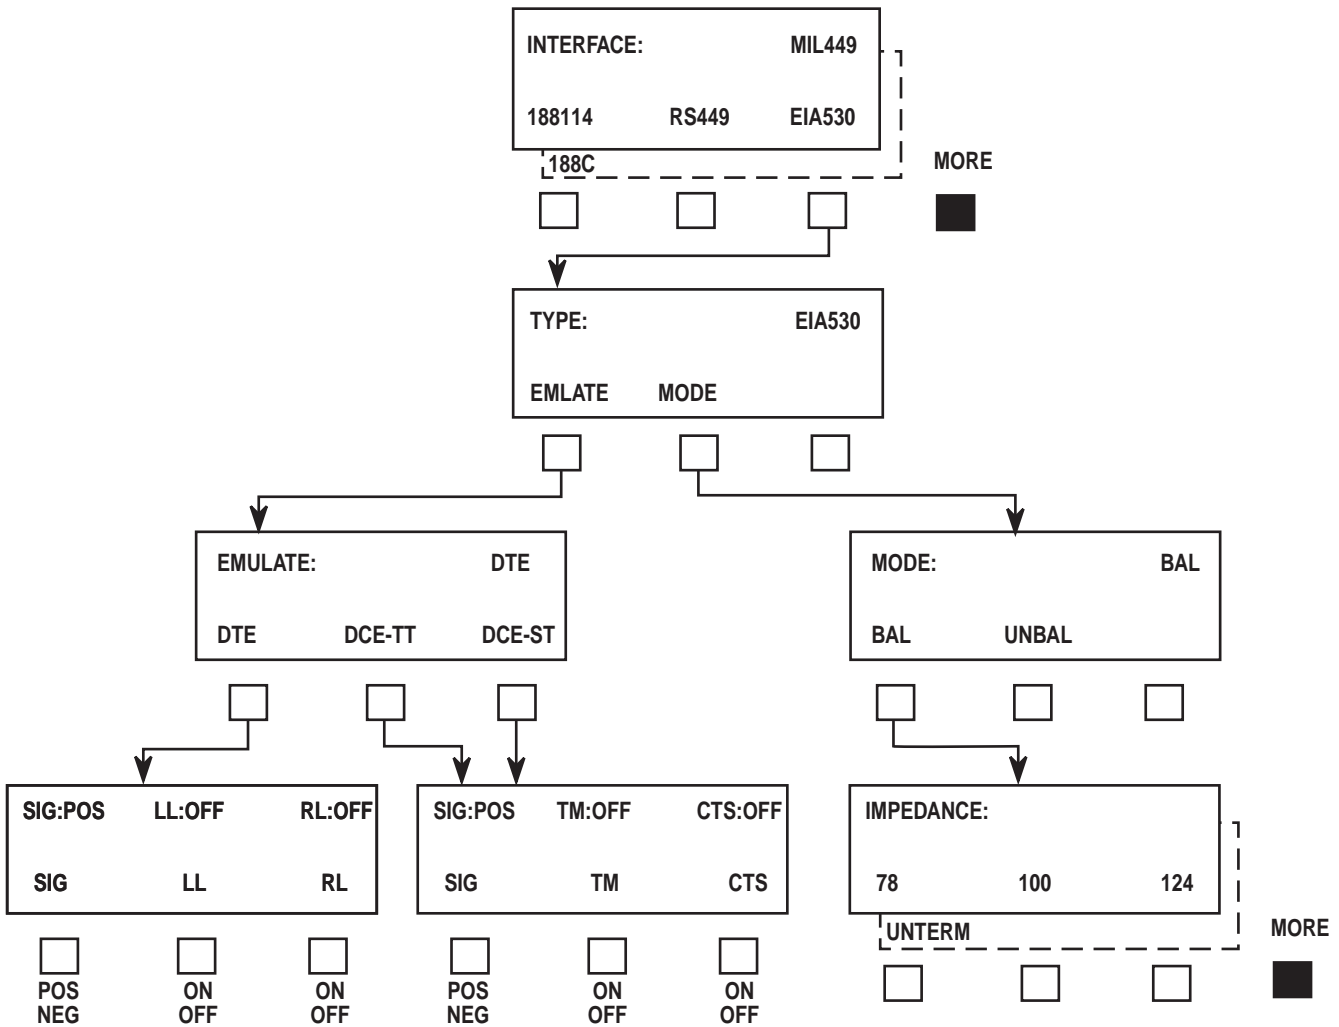 INTERFACE: MIL449
188114 RS449 EIA530
188C
MORE
TYPE: EIA530
EMLATE MODE
EMULATE: DTE
DTE DCE-TT DCE-ST
MODE: BAL
BAL UNBAL
SIG:POS LL:OFF RL:OFF
SIG LL RL
POS ON ON
NEG OFF OFF
SIG:POS TM:OFF CTS:OFF
SIG TM CTS
POS ON ON
NEG OFF OFF
IMPEDANCE:
78 100 124
UNTERM
MORE